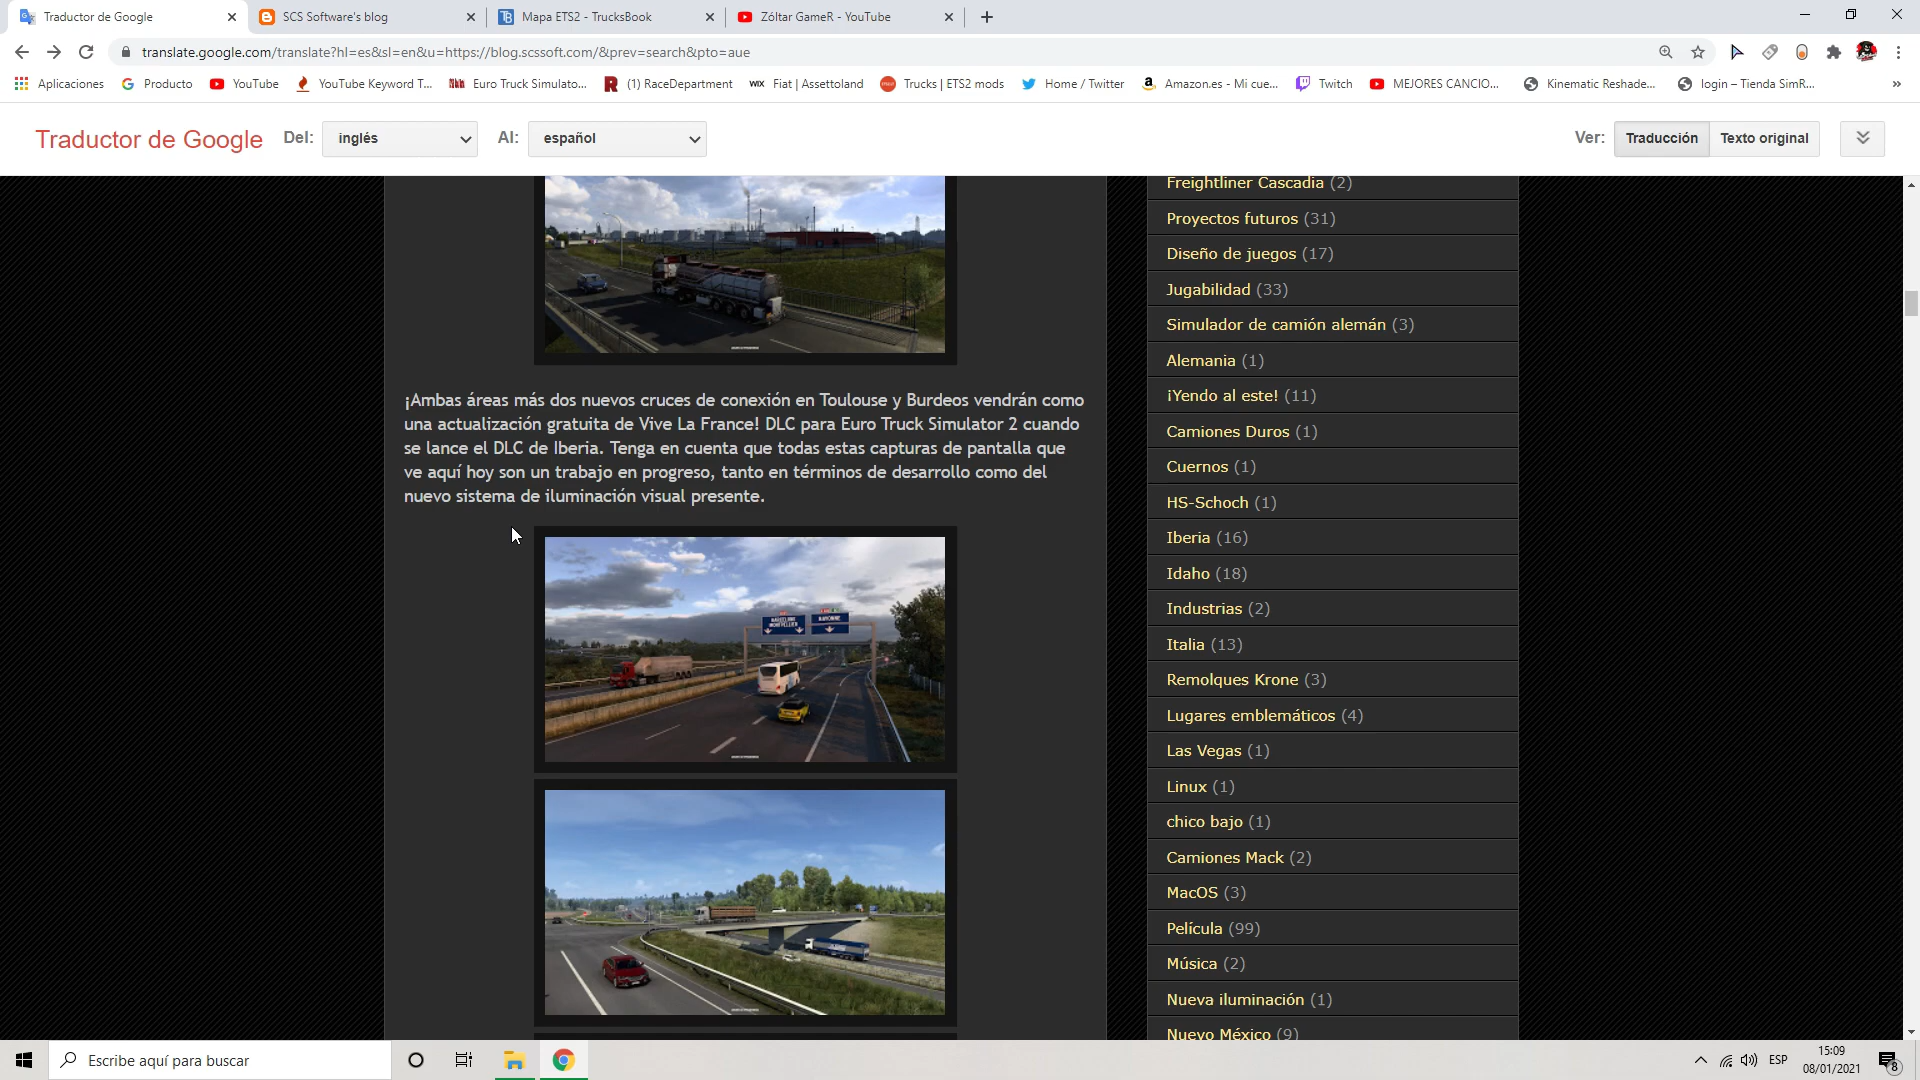 Traductor de Google
SCS Software's blog
Mapa ETS2 - TrucksBook
Zóltar GameR - YouTube
translate.google.com/translate?hl=es&sl=en&u=https://blog.scssoft.com/&prev=search&pto=aue
Aplicaciones
Producto
YouTube
YouTube Keyword T...
Euro Truck Simulato...
(1) RaceDepartment
Fiat | Assettoland
Trucks | ETS2 mods
Home / Twitter
Amazon.es - Mi cue...
Twitch
MEJORES CANCIO...
Kinematic Reshade...
login – Tienda SimR...
Traductor de Google
Del:
inglés
Al:
español
Ver:
Traducción
Texto original
¡Ambas áreas más dos nuevos cruces de conexión en Toulouse y Burdeos vendrán como
una actualización gratuita de Vive La France! DLC para Euro Truck Simulator 2 cuando
se lance el DLC de Iberia. Tenga en cuenta que todas estas capturas de pantalla que
ve aquí hoy son un trabajo en progreso, tanto en términos de desarrollo como del
nuevo sistema de iluminación visual presente.
BARCELONA
MONTPELLIER
BAYONNE
Freightliner Cascadia (2)
Proyectos futuros (31)
Diseño de juegos (17)
Jugabilidad (33)
Simulador de camión alemán (3)
Alemania (1)
¡Yendo al este! (11)
Camiones Duros (1)
Cuernos (1)
HS-Schoch (1)
Iberia (16)
Idaho (18)
Industrias (2)
Italia (13)
Remolques Krone (3)
Lugares emblemáticos (4)
Las Vegas (1)
Linux (1)
chico bajo (1)
Camiones Mack (2)
MacOS (3)
Película (99)
Música (2)
Nueva iluminación (1)
Nuevo México (9)
Escribe aquí para buscar
ESP
15:09
08/01/2021
8